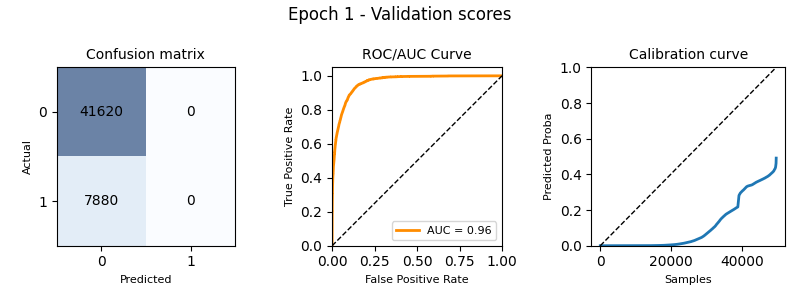 Epoch 1 - Validation scores
Confusion matrix
Actual
0
1
41620
0
7880
0
0
1
Predicted
ROC/AUC Curve
True Positive Rate
1.0
0.8
0.6
0.4
0.2
0.0
AUC = 0.96
0.00
0.25
0.50
0.75
1.00
False Positive Rate
Calibration curve
Predicted Proba
1.0
0.8
0.6
0.4
0.2
0.0
0
20000
40000
Samples